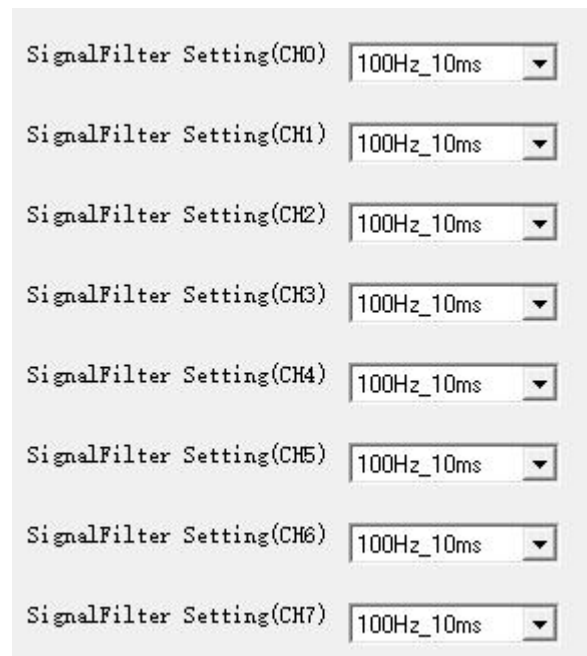 SignalFilter Setting(CH0) 100Hz_10ms
SignalFilter Setting(CH1) 100Hz_10ms
SignalFilter Setting(CH2) 100Hz_10ms
SignalFilter Setting(CH3) 100Hz_10ms
SignalFilter Setting(CH4) 100Hz_10ms
SignalFilter Setting(CH5) 100Hz_10ms
SignalFilter Setting(CH6) 100Hz_10ms
SignalFilter Setting(CH7) 100Hz_10ms